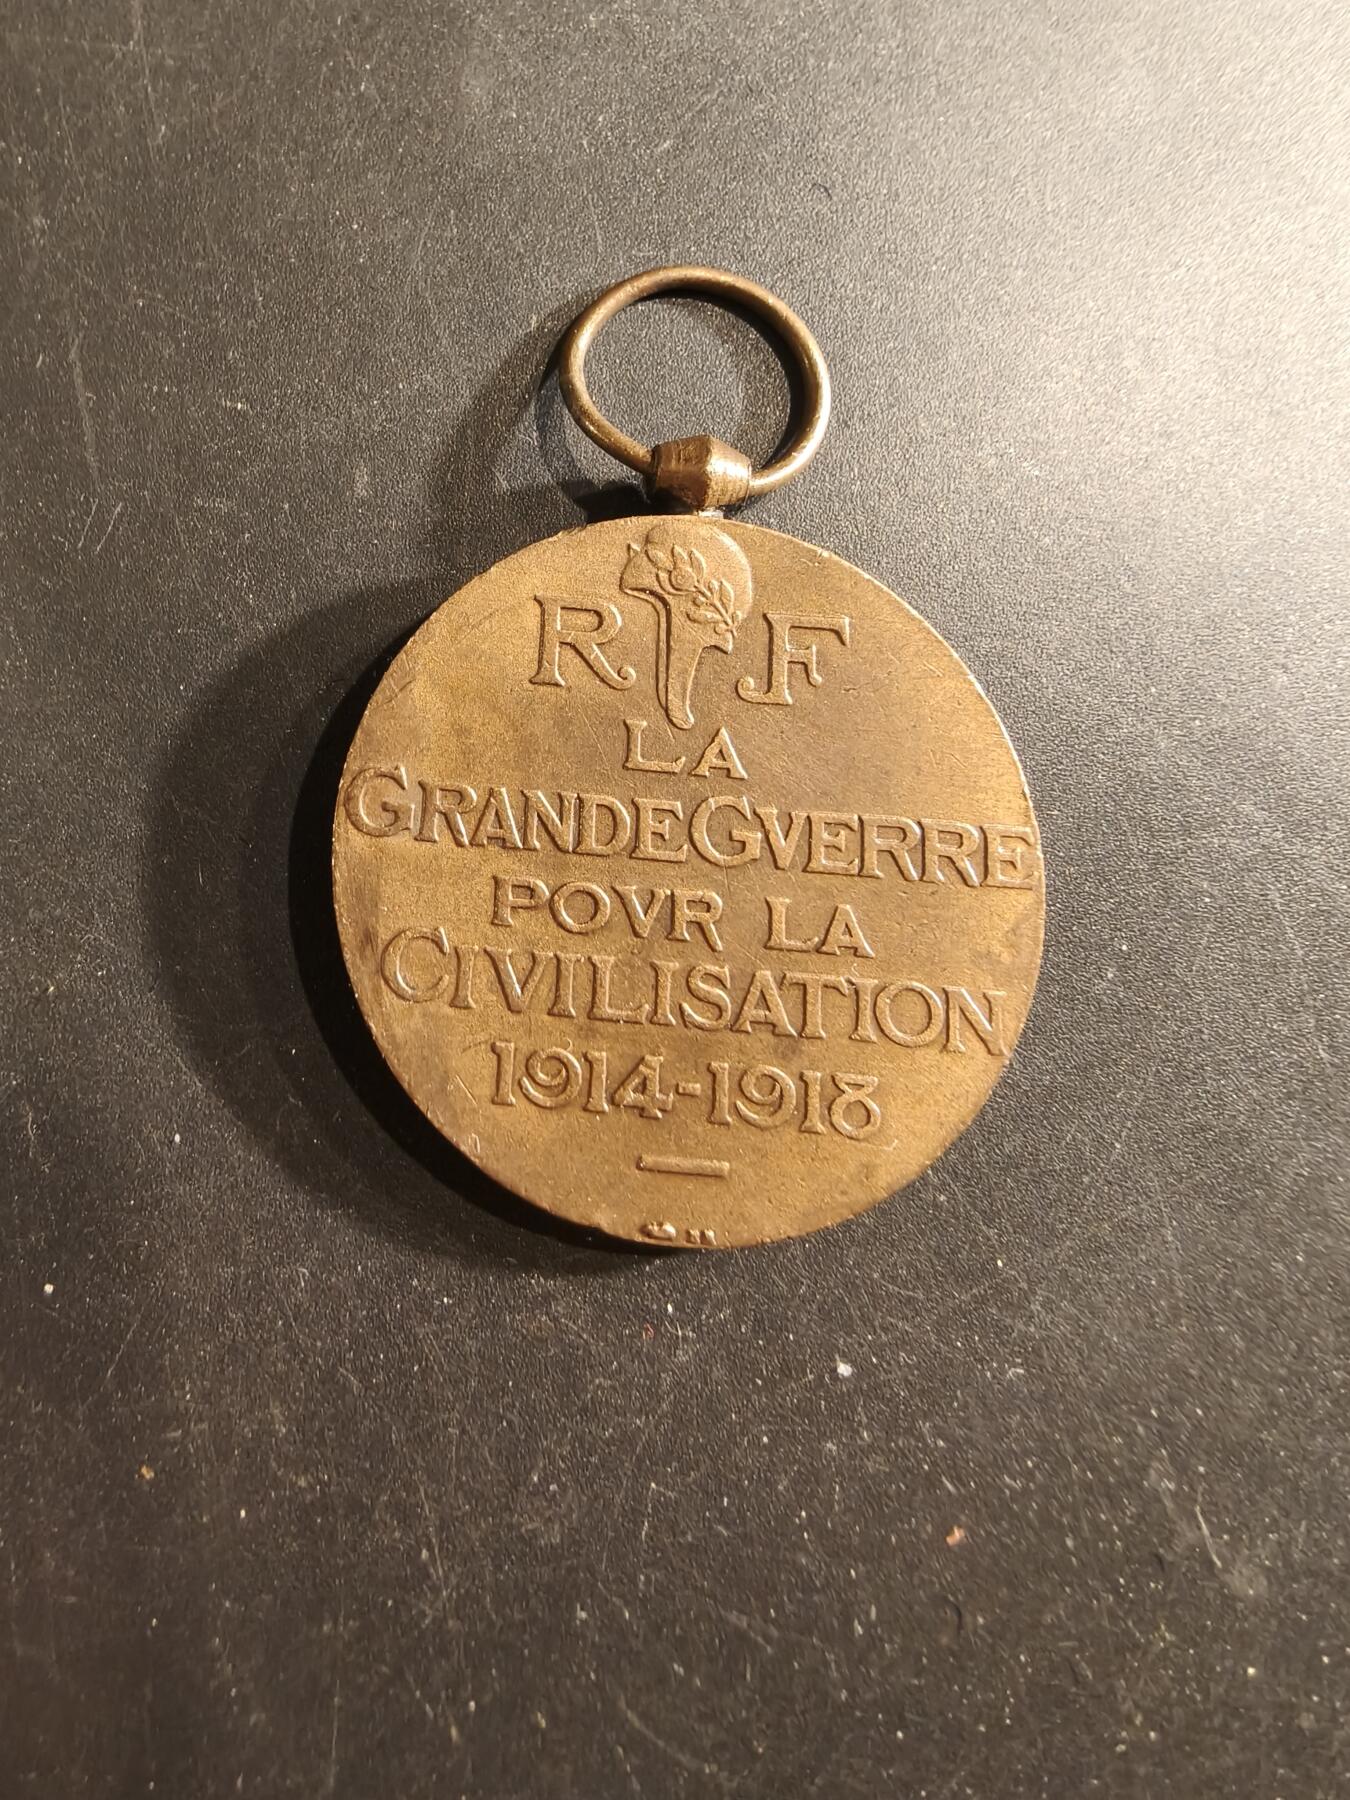 R F
LA
GRANDE GVERRE
POVR LA
CIVILISATION
1914-1918